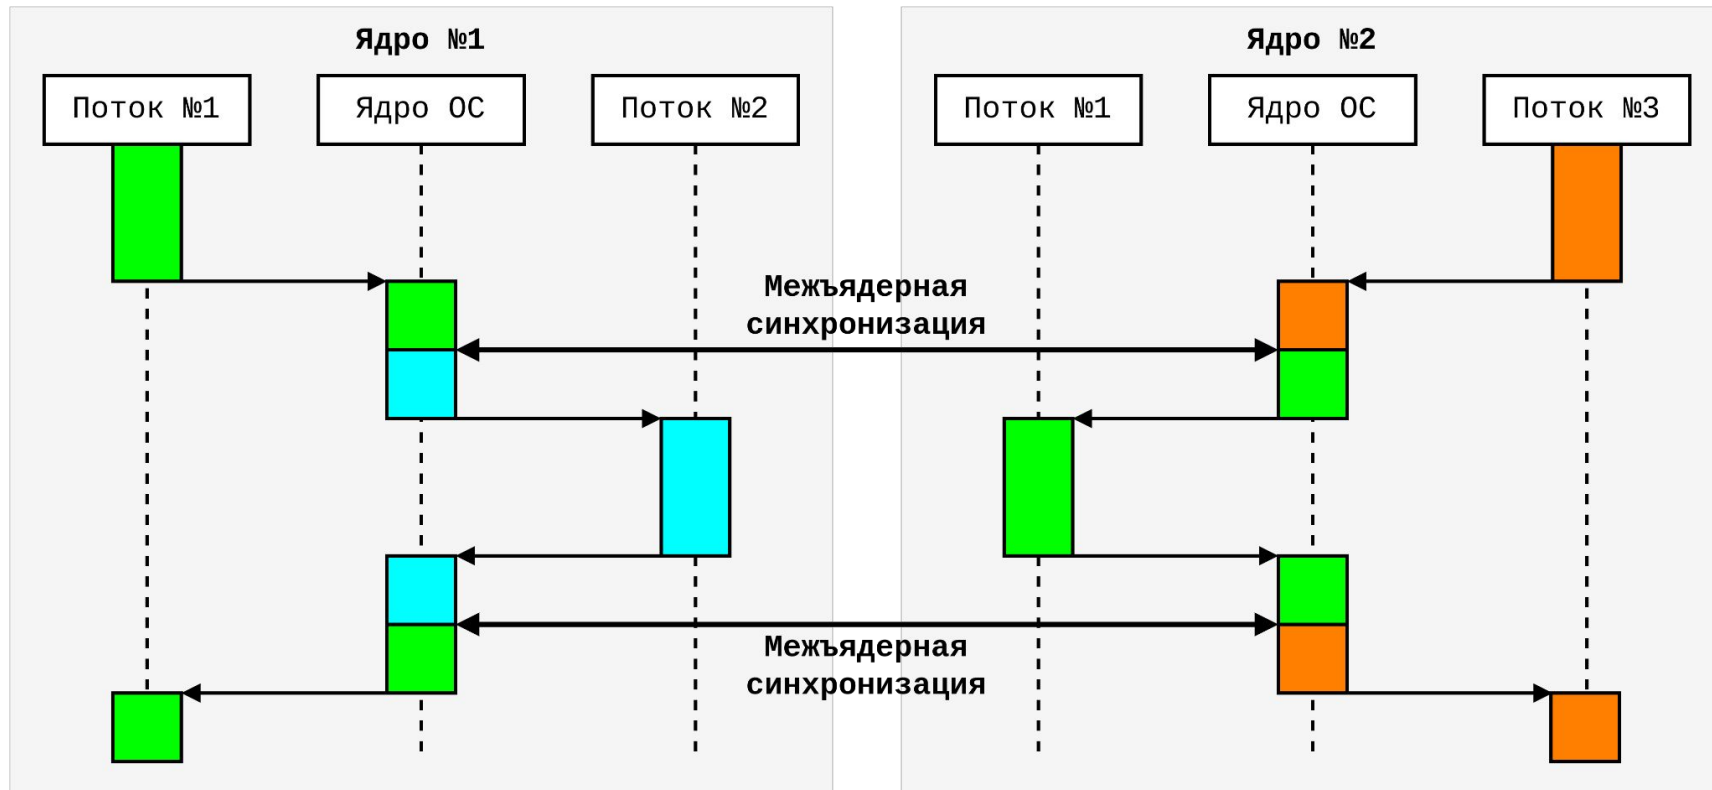 Ядро №1
Ядро №2
Поток №1
Ядро ОС
Поток №2
Поток №1
Ядро ОС
Поток №3
Межъядерная
синхронизация
Межъядерная
синхронизация